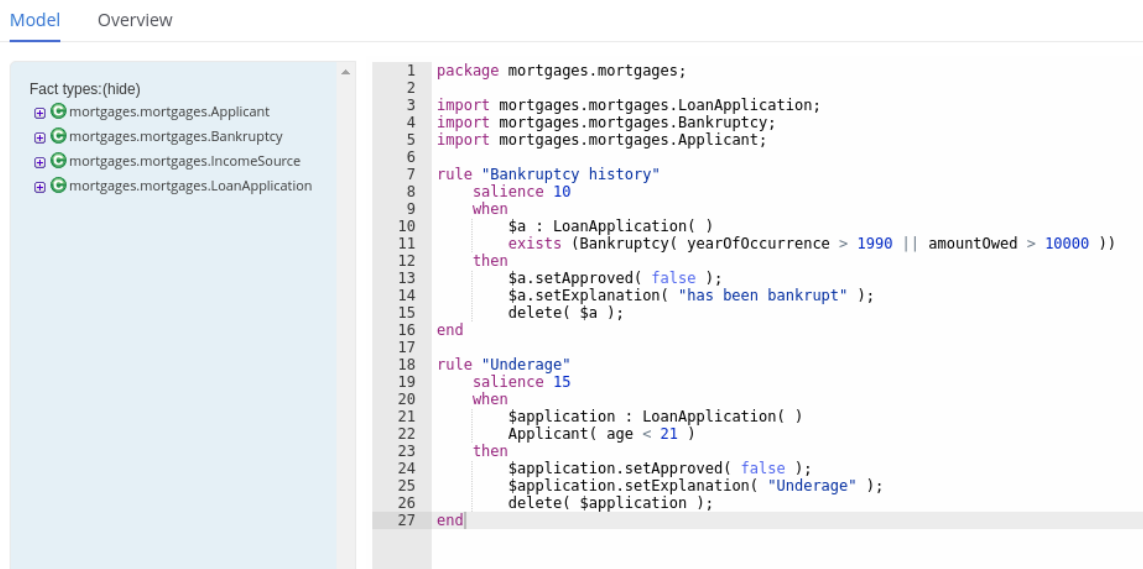 Model Overview
Fact types:(hide)
mortgages.mortgages.Applicant
mortgages.mortgages.Bankruptcy
mortgages.mortgages.IncomeSource
mortgages.mortgages.LoanApplication
1 package mortgages.mortgages;
2
3 import mortgages.mortgages.LoanApplication;
4 import mortgages.mortgages.Bankruptcy;
5 import mortgages.mortgages.Applicant;
6
7 rule "Bankruptcy history"
8     salience 10
9     when
10         $a : LoanApplication( )
11         exists (Bankruptcy( yearOfOccurrence > 1990 || amountOwed > 10000 ))
12     then
13         $a.setApproved( false );
14         $a.setExplanation( "has been bankrupt" );
15         delete( $a );
16 end
17
18 rule "Underage"
19     salience 15
20     when
21         $application : LoanApplication( )
22         Applicant( age < 21 )
23     then
24         $application.setApproved( false );
25         $application.setExplanation( "Underage" );
26         delete( $application );
27 end